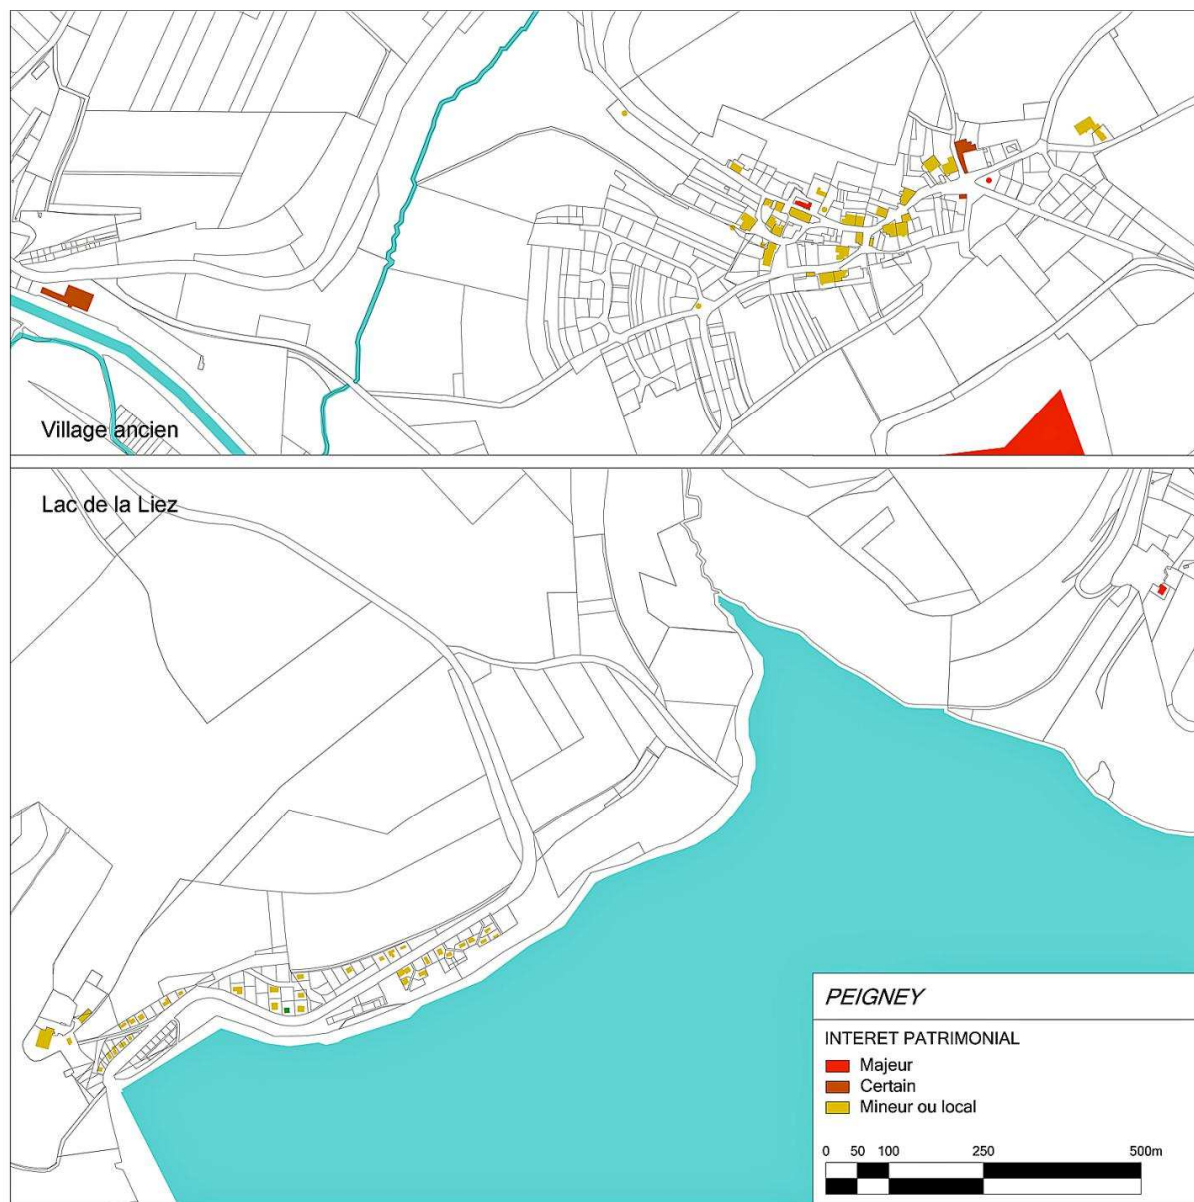 Village ancien
Lac de la Liez
PEIGNEY
INTERET PATRIMONIAL
Majeur
Certain
Mineur ou local
0 50 100 250 500m